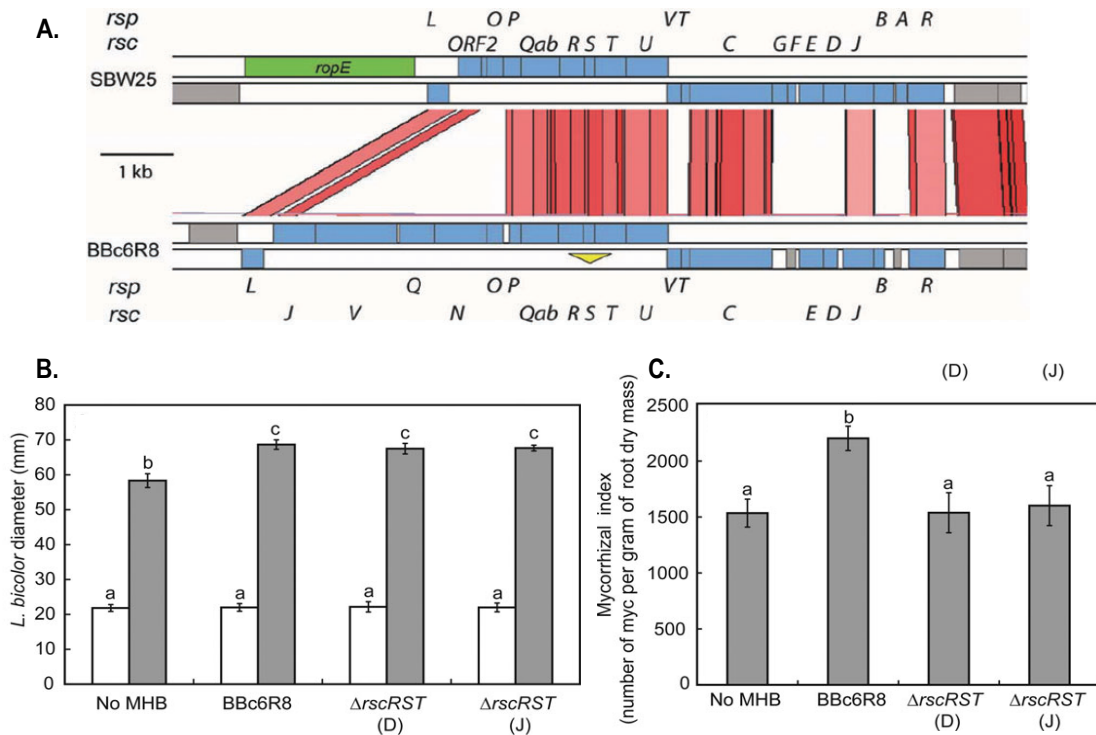 A.
rsp L O P V T B A R
rsc ORF2 Qab R S T U C G F E D J
SBW25
ropE
1 kb
BBc6R8
rsp L Q O P V T B R
rsc J V N Qab R S T U C E D J
B.
80
70
60
50
40
30
20
10
0
L. bicolor diameter (mm)
a b a c a c a c
No MHB BBc6R8 ΔrscRST (D) ΔrscRST (J)
C.
(D) (J)
2500
2000
1500
1000
500
0
Mycorrhizal index
(number of myc per gram of root dry mass)
a b a a
No MHB BBc6R8 ΔrscRST (D) ΔrscRST (J)